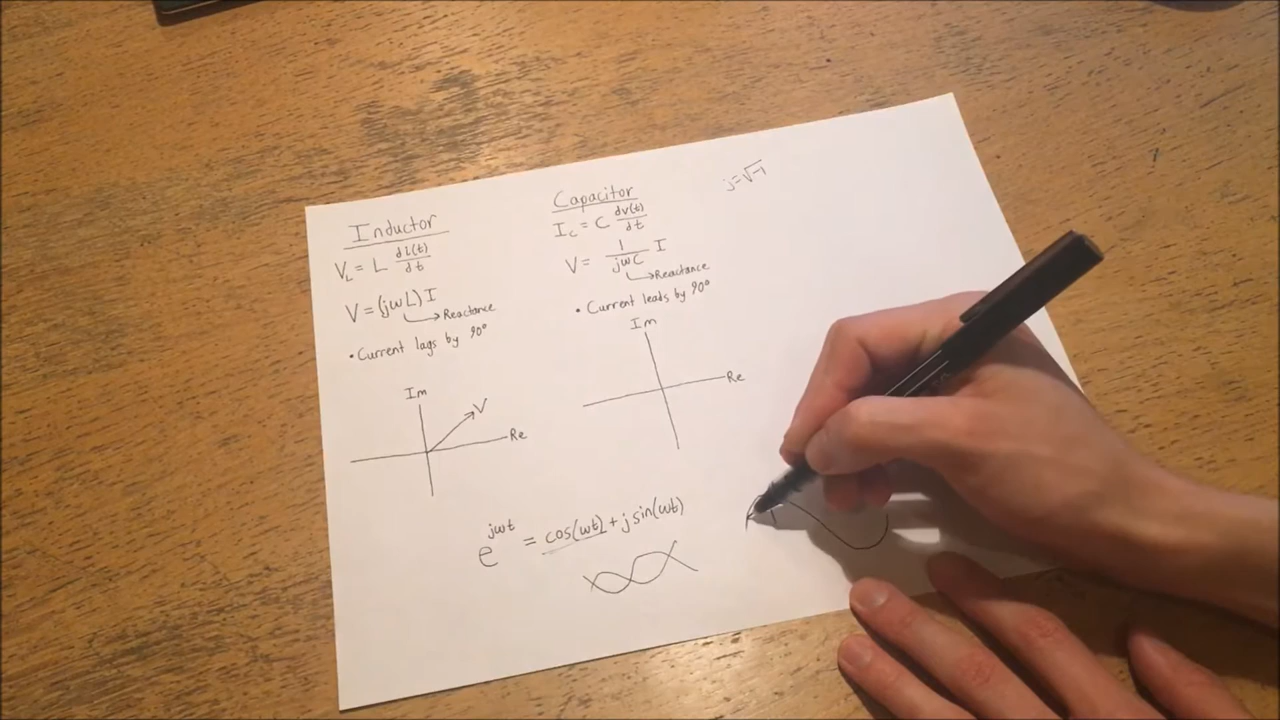 Inductor
V_L = L di(t)/dt
V = (jωL) I
→ Reactance
• Current lags by 90°
Im
V
Re
Capacitor
I_C = C dv(t)/dt
V = 1/jωC I
→ Reactance
• Current leads by 90°
Im
Re
j = √-1
e^jωt = cos(ωt) + j sin(ωt)